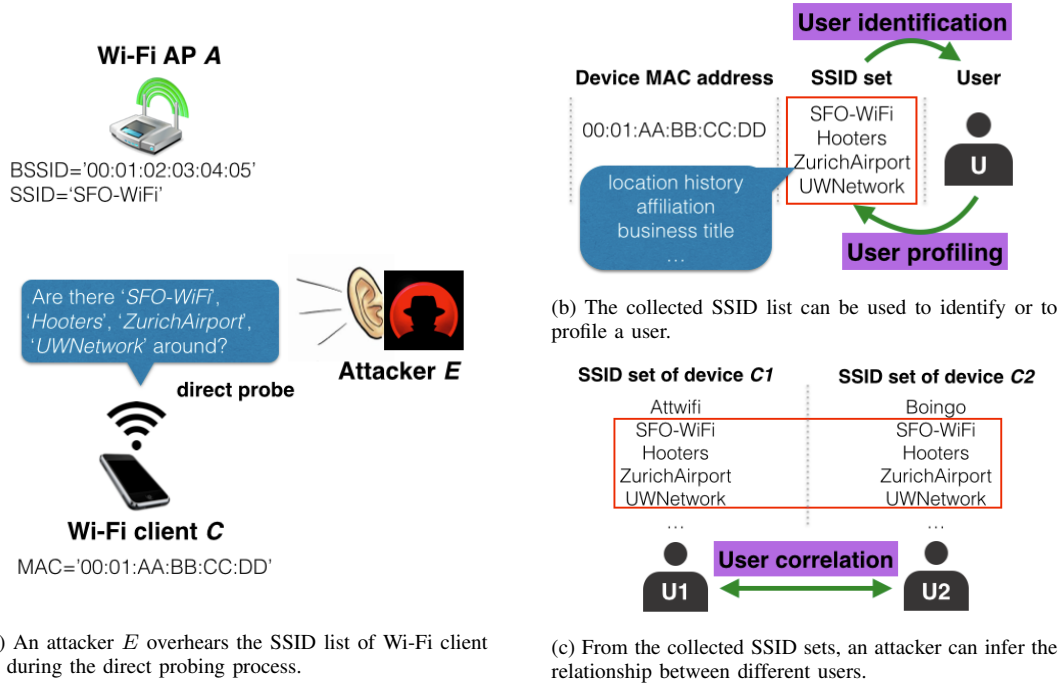 Wi-Fi AP A
BSSID='00:01:02:03:04:05'
SSID='SFO-WiFi'
Are there 'SFO-WiFi',
'Hooters', 'ZurichAirport',
'UWNetwork' around?
direct probe
Attacker E
Wi-Fi client C
MAC='00:01:AA:BB:CC:DD'
) An attacker E overhears the SSID list of Wi-Fi client
during the direct probing process.
User identification
Device MAC address SSID set User
00:01:AA:BB:CC:DD
SFO-WiFi
Hooters
ZurichAirport
UWNetwork
U
location history
affiliation
business title
...
User profiling
(b) The collected SSID list can be used to identify or to
profile a user.
SSID set of device C1 SSID set of device C2
Attwifi Boingo
SFO-WiFi SFO-WiFi
Hooters Hooters
ZurichAirport ZurichAirport
UWNetwork UWNetwork
... ...
User correlation
U1 U2
(c) From the collected SSID sets, an attacker can infer the
relationship between different users.